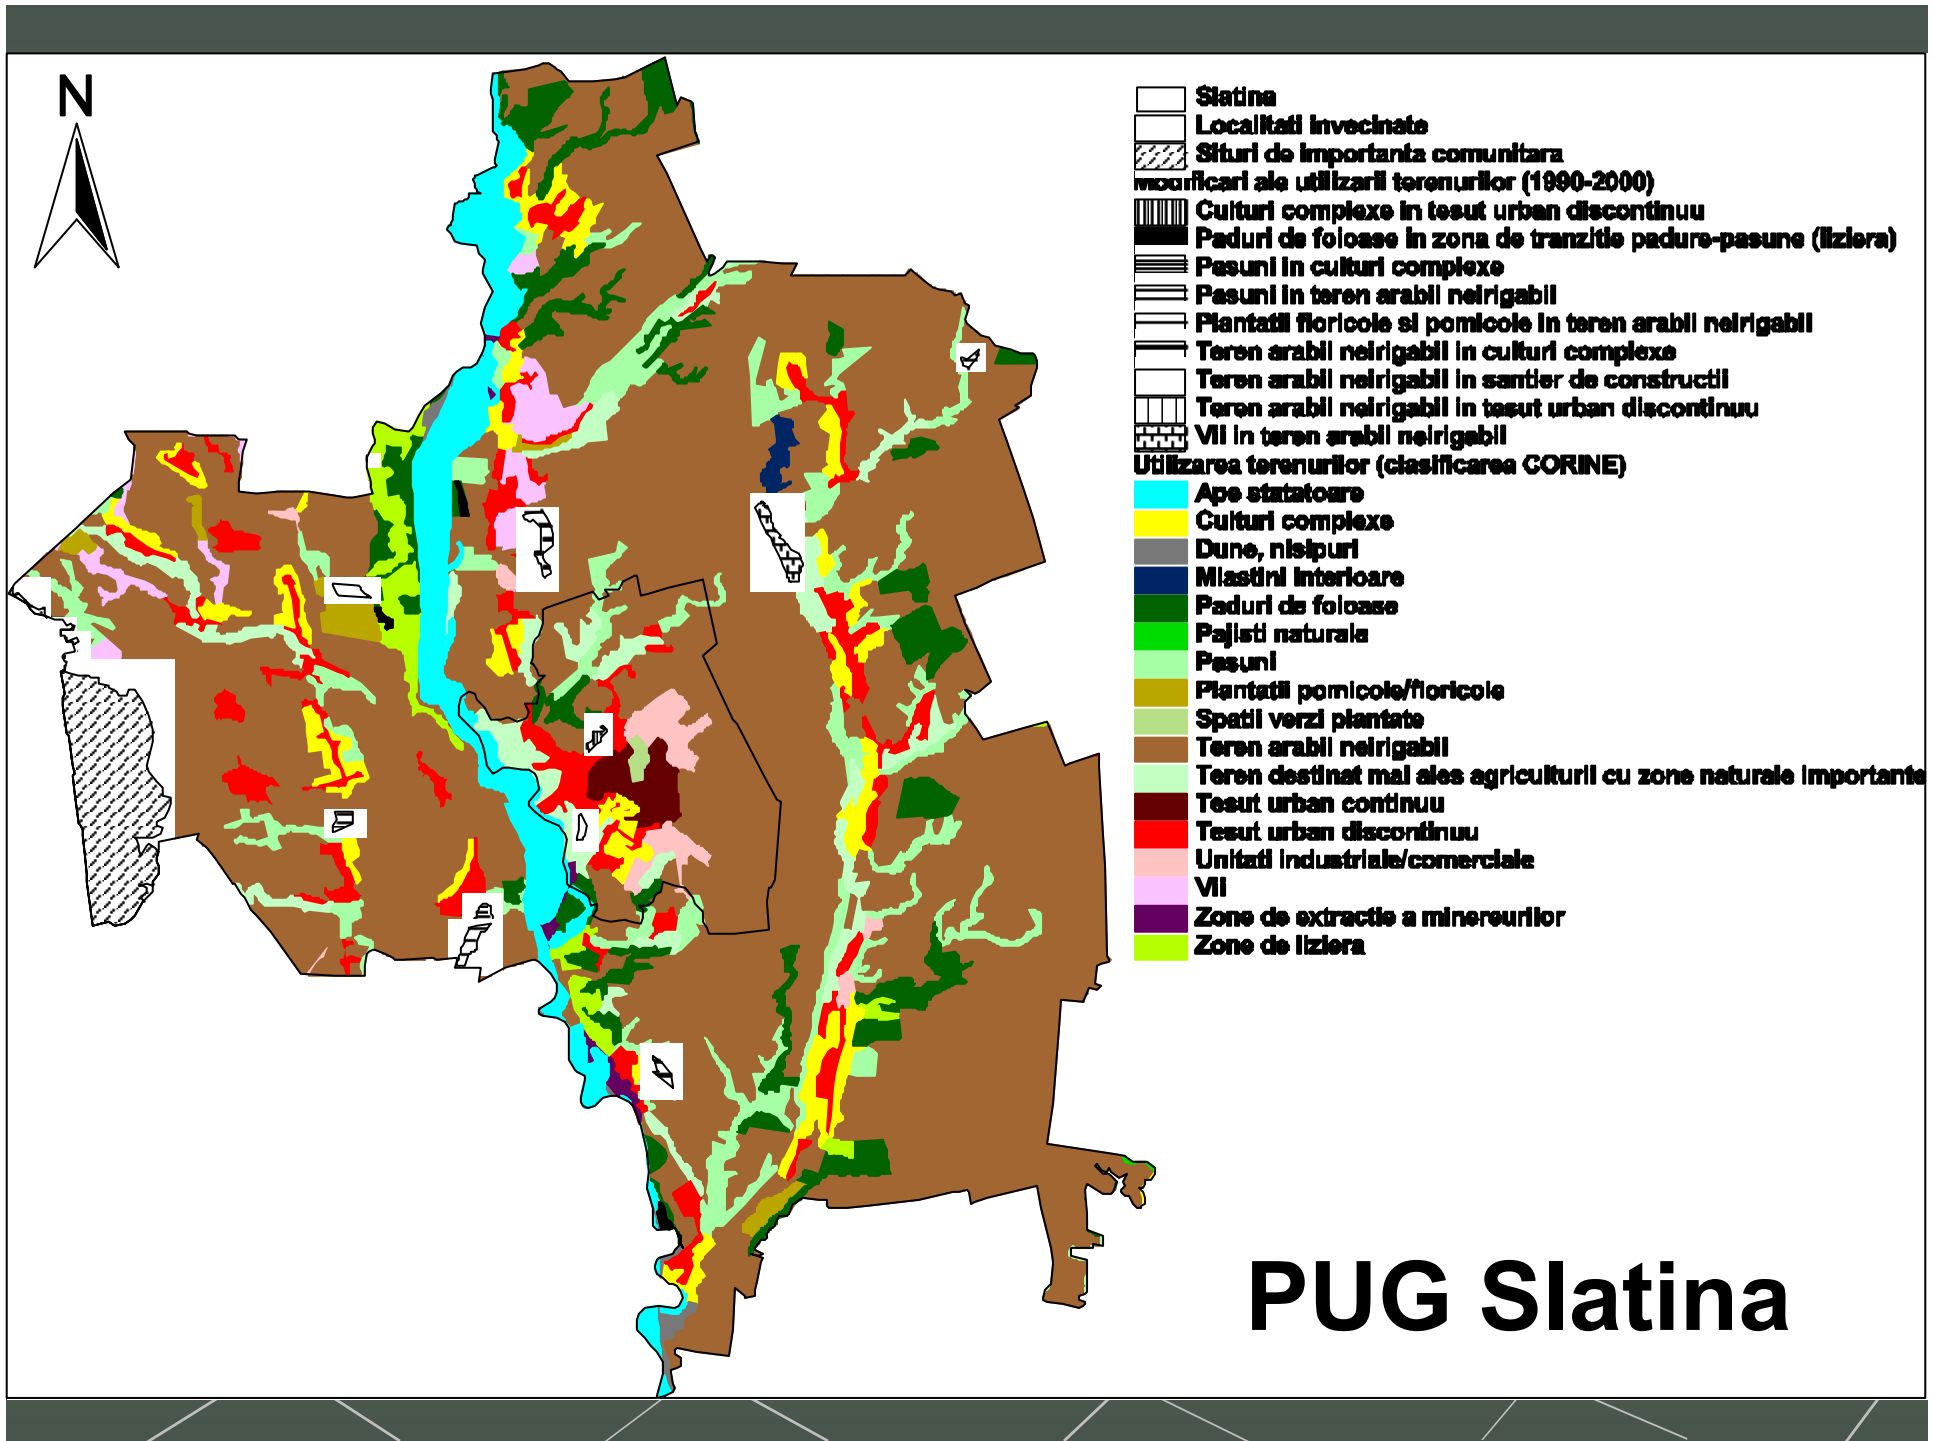 N
Slatina
Localitati invecinate
Situri de importanta comunitara
Modificari ale utilizarii terenurilor (1990-2000)
Culturi complexe in tesut urban discontinuu
Paduri de foioase in zona de tranzitie padure-pasune (liziera)
Pasuni in culturi complexe
Pasuni in teren arabil neirigabil
Plantatii floricole si pomicole in teren arabil neirigabil
Teren arabil neirigabil in culturi complexe
Teren arabil neirigabil in santier de constructii
Teren arabil neirigabil in tesut urban discontinuu
Vii in teren arabil neirigabil
Utilizarea terenurilor (clasificarea CORINE)
Ape statatoare
Culturi complexe
Dune, nisipuri
Mlastini interioare
Paduri de foioase
Pajisti naturale
Pasuni
Plantatii pomicole/floricole
Spatii verzi plantate
Teren arabil neirigabil
Teren destinat mai ales agriculturii cu zone naturale importante
Tesut urban continuu
Tesut urban discontinuu
Unitati industriale/comerciale
Vii
Zone de extractie a minereurilor
Zone de liziera
PUG Slatina